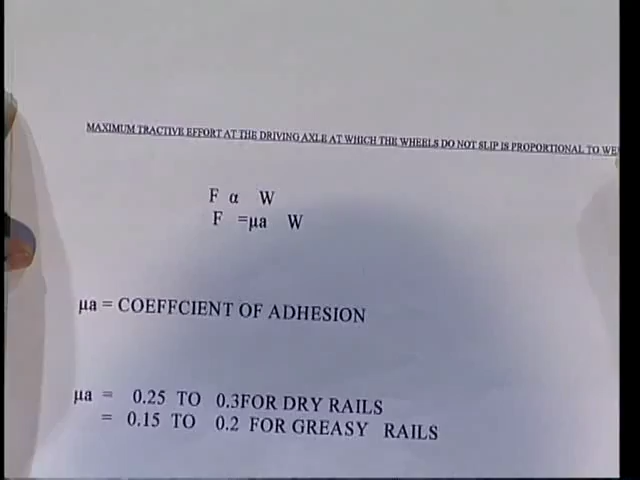 MAXIMUM TRACTIVE EFFORT AT THE DRIVING AXLE AT WHICH THE WHEELS DO NOT SLIP IS PROPORTIONAL TO WE
F α W
F =μa W
μa = COEFFCIENT OF ADHESION
μa = 0.25 TO 0.3FOR DRY RAILS
= 0.15 TO 0.2 FOR GREASY RAILS